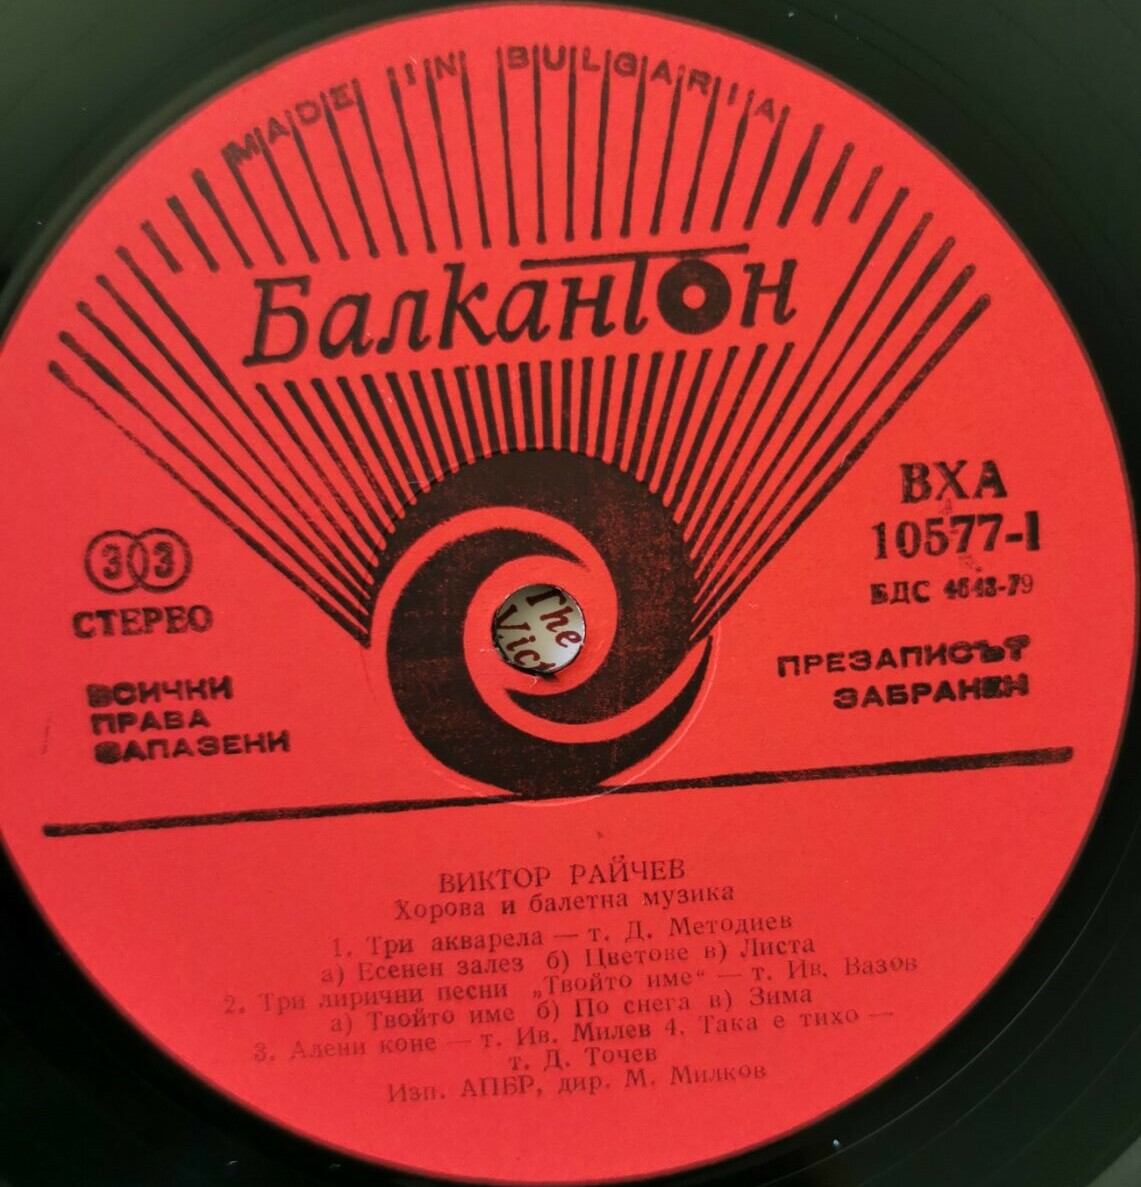 MADE IN BULGARIA
Балкантон
ВХА
10577-I
БДС 4643-79
33
СТЕРЕО
ВСИЧКИ
ПРАВА
ЗАПАЗЕНИ
ПРЕЗАПИСЪТ
ЗАБРАНЕН
The
Vict
ВИКТОР РАЙЧЕВ
Хорова и балетна музика
1. Три акварела — т. Д. Методиев
а) Есенен залез б) Цветове в) Листа
2. Три лирични песни „Твойто име“ — т. Ив. Вазов
а) Твойто име б) По снега в) Зима
3. Алени коне — т. Ив. Милев 4. Така е тихо —
т. Д. Точев
Изп. АПБР, дир. М. Милков